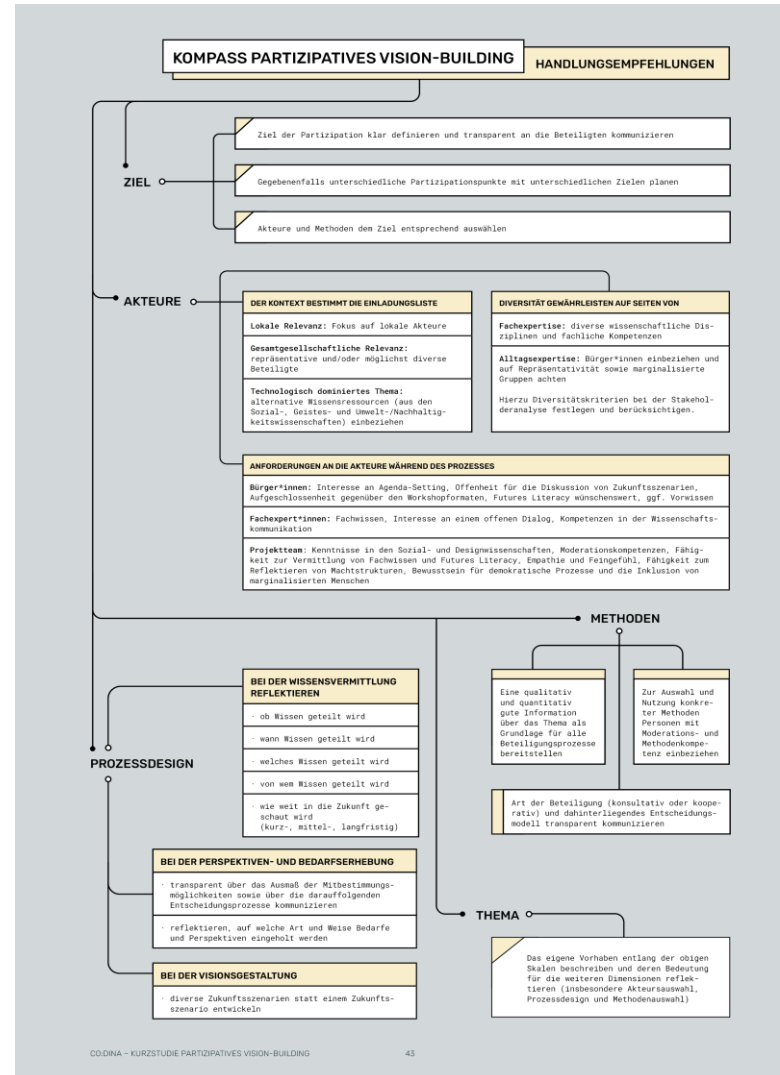 KOMPASS PARTIZIPATIVES VISION-BUILDING
HANDLUNGSEMPFEHLUNGEN
ZIEL
Ziel der Partizipation klar definieren und transparent an die Beteiligten kommunizieren
Gegebenenfalls unterschiedliche Partizipationspunkte mit unterschiedlichen Zielen planen
Akteure und Methoden dem Ziel entsprechend auswählen
AKTEURE
DER KONTEXT BESTIMMT DIE EINLADUNGSLISTE
Lokale Relevanz: Fokus auf lokale Akteure
Gesamtgesellschaftliche Relevanz:
repräsentative und/oder möglichst diverse
Beteiligte
Technologisch dominiertes Thema:
alternative Wissensressourcen (aus den
Sozial-, Geistes- und Umwelt-/Nachhaltig-
keitswissenschaften) einbeziehen
DIVERSITÄT GEWÄHRLEISTEN AUF SEITEN VON
Fachexpertise: diverse wissenschaftliche Dis-
ziplinen und fachliche Kompetenzen
Alltagsexpertise: Bürger*innen einbeziehen und
auf Repräsentativität sowie marginalisierte
Gruppen achten
Hierzu Diversitätskriterien bei der Stakehol-
deranalyse festlegen und berücksichtigen.
ANFORDERUNGEN AN DIE AKTEURE WÄHREND DES PROZESSES
Bürger*innen: Interesse an Agenda-Setting, Offenheit für die Diskussion von Zukunftsszenarien,
Aufgeschlossenheit gegenüber den Workshopformaten, Futures Literacy wünschenswert, ggf. Vorwissen
Fachexpert*innen: Fachwissen, Interesse an einem offenen Dialog, Kompetenzen in der Wissenschafts-
kommunikation
Projektteam: Kenntnisse in den Sozial- und Designwissenschaften, Moderationskompetenzen, Fähig-
keit zur Vermittlung von Fachwissen und Futures Literacy, Empathie und Feingefühl, Fähigkeit zum
Reflektieren von Machtstrukturen, Bewusstsein für demokratische Prozesse und die Inklusion von
marginalisierten Menschen
METHODEN
Eine qualitativ
und quantitativ
gute Information
über das Thema als
Grundlage für alle
Beteiligungsprozesse
bereitstellen
Zur Auswahl und
Nutzung konkre-
ter Methoden
Personen mit
Moderations- und
Methodenkompe-
tenz einbeziehen
Art der Beteiligung (konsultativ oder koope-
rativ) und dahinterliegendes Entscheidungs-
modell transparent kommunizieren
PROZESSDESIGN
BEI DER WISSENSVERMITTLUNG
REFLEKTIEREN
· ob Wissen geteilt wird
· wann Wissen geteilt wird
· welches Wissen geteilt wird
· von wem Wissen geteilt wird
· wie weit in die Zukunft ge-
schaut wird
(kurz-, mittel-, langfristig)
BEI DER PERSPEKTIVEN- UND BEDARFSERHEBUNG
· transparent über das Ausmaß der Mitbestimmungs-
möglichkeiten sowie über die darauffolgenden
Entscheidungsprozesse kommunizieren
· reflektieren, auf welche Art und Weise Bedarfe
und Perspektiven eingeholt werden
BEI DER VISIONSGESTALTUNG
· diverse Zukunftsszenarien statt einem Zukunfts-
szenario entwickeln
THEMA
Das eigene Vorhaben entlang der obigen
Skalen beschreiben und deren Bedeutung
für die weiteren Dimensionen reflek-
tieren (insbesondere Akteursauswahl,
Prozessdesign und Methodenauswahl)
CO:DINA – KURZSTUDIE PARTIZIPATIVES VISION-BUILDING
43